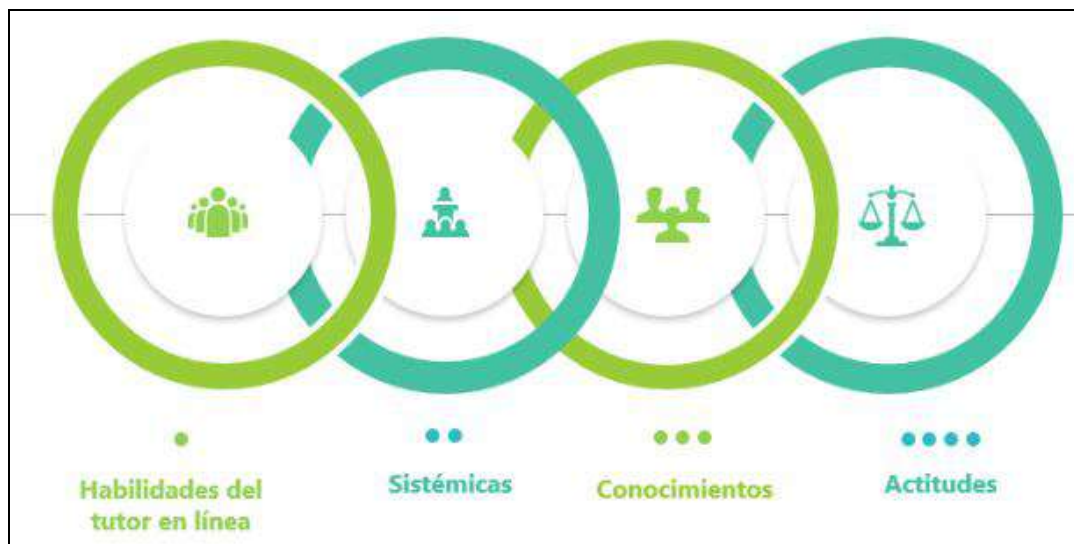 Habilidades del
tutor en línea
Sistémicas
Conocimientos
Actitudes